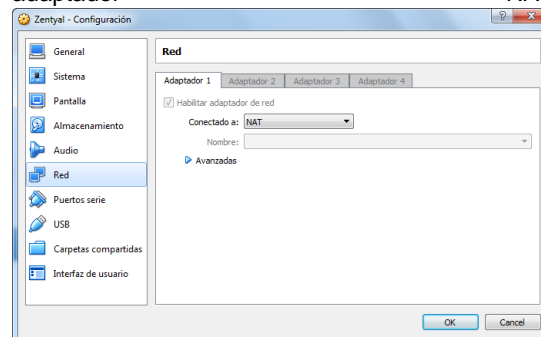 Zentyal - Configuración
General
Sistema
Pantalla
Almacenamiento
Audio
Red
Puertos serie
USB
Carpetas compartidas
Interfaz de usuario
Red
Adaptador 1 Adaptador 2 Adaptador 3 Adaptador 4
Habilitar adaptador de red
Conectado a: NAT
Nombre:
Avanzadas
OK Cancel